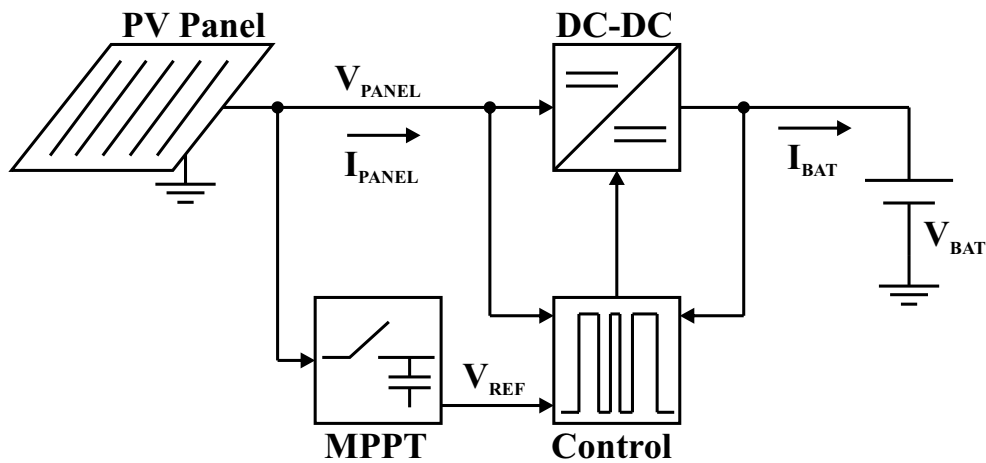 PV Panel
DC-DC
V_PANEL
I_PANEL
I_BAT
V_BAT
V_REF
MPPT
Control